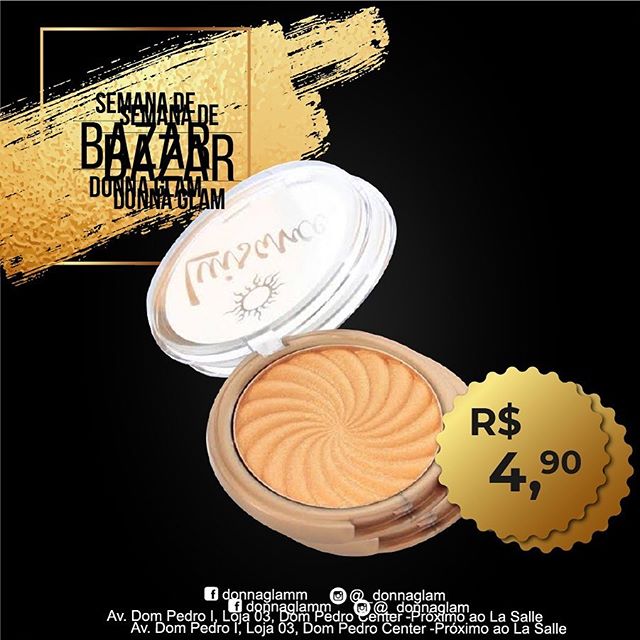 SEMANA DE
SEMANA DE
BAZAR
BAZAR
DONNA GLAM
DONNA GLAM
Luisance
R$
4,90
donnaglamm @_donnaglam
donnaglamm @_donnaglam
Av. Dom Pedro I, Loja 03, Dom Pedro Center -Próximo ao La Salle
Av. Dom Pedro I, Loja 03, Dom Pedro Center -Próximo ao La Salle